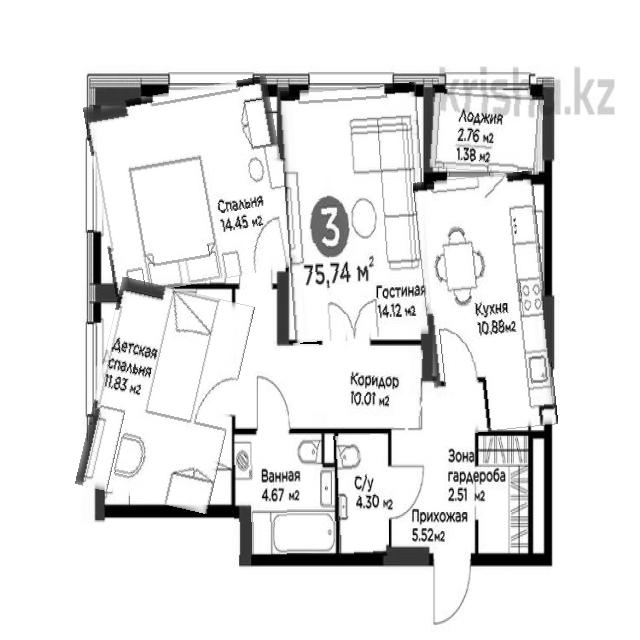 krisha.kz
Лоджия
2.76 м2
1.38 м2
Спальня
14.45 м2
3
75,74 м²
Гостиная
14.12 м2
Кухня
10.88м2
Детская
спальня
11.83 м2
Коридор
10.01 м2
Ванная
4.67 м2
С/у
4.30 м2
Зона
гардероба
2.51 м2
Прихожая
5.52м2